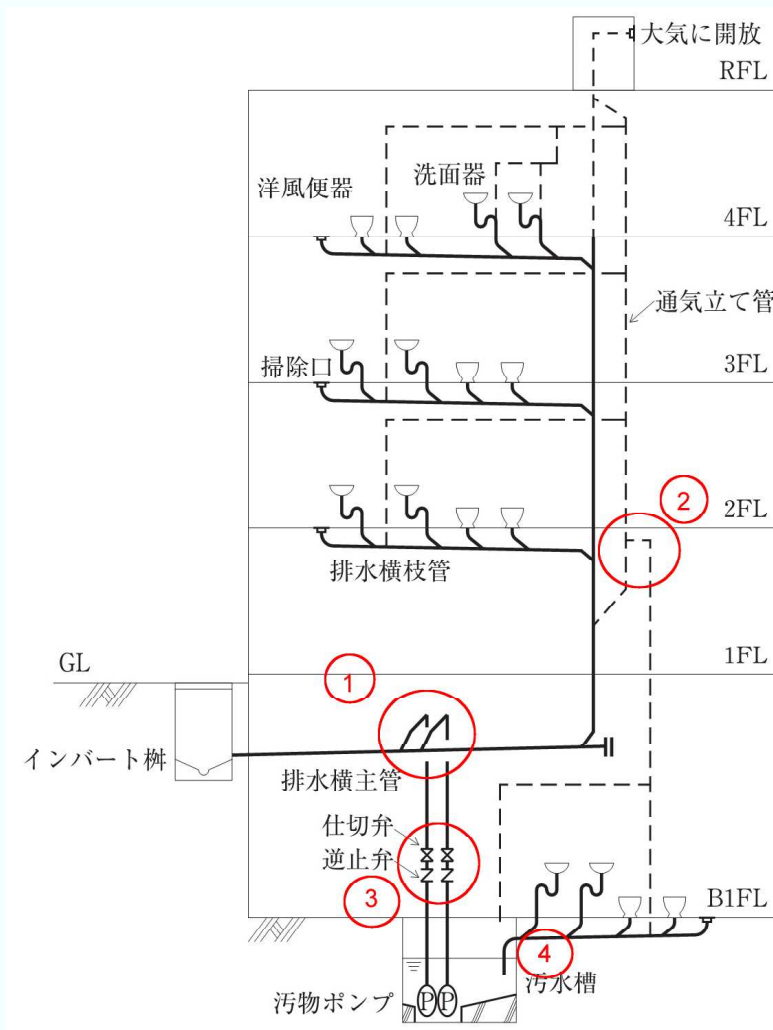 大気に開放
RFL
洋風便器
洗面器
4FL
通気立て管
掃除口
3FL
2
2FL
排水横枝管
GL
1
1FL
インバート桝
排水横主管
仕切弁
逆止弁
3
B1FL
4
汚物ポンプ
P
P
汚水槽